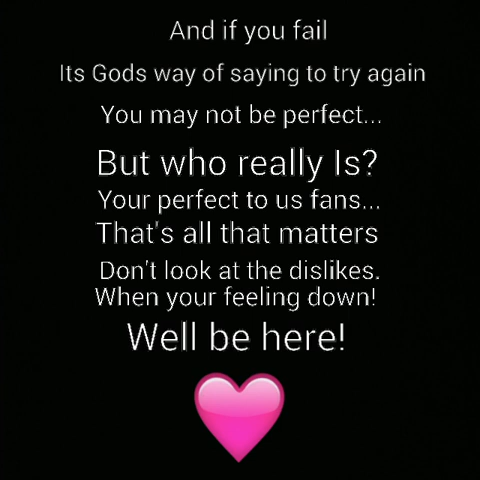 And if you fail
Its Gods way of saying to try again
You may not be perfect...
But who really Is?
Your perfect to us fans...
That's all that matters
Don't look at the dislikes.
When your feeling down!
Well be here!